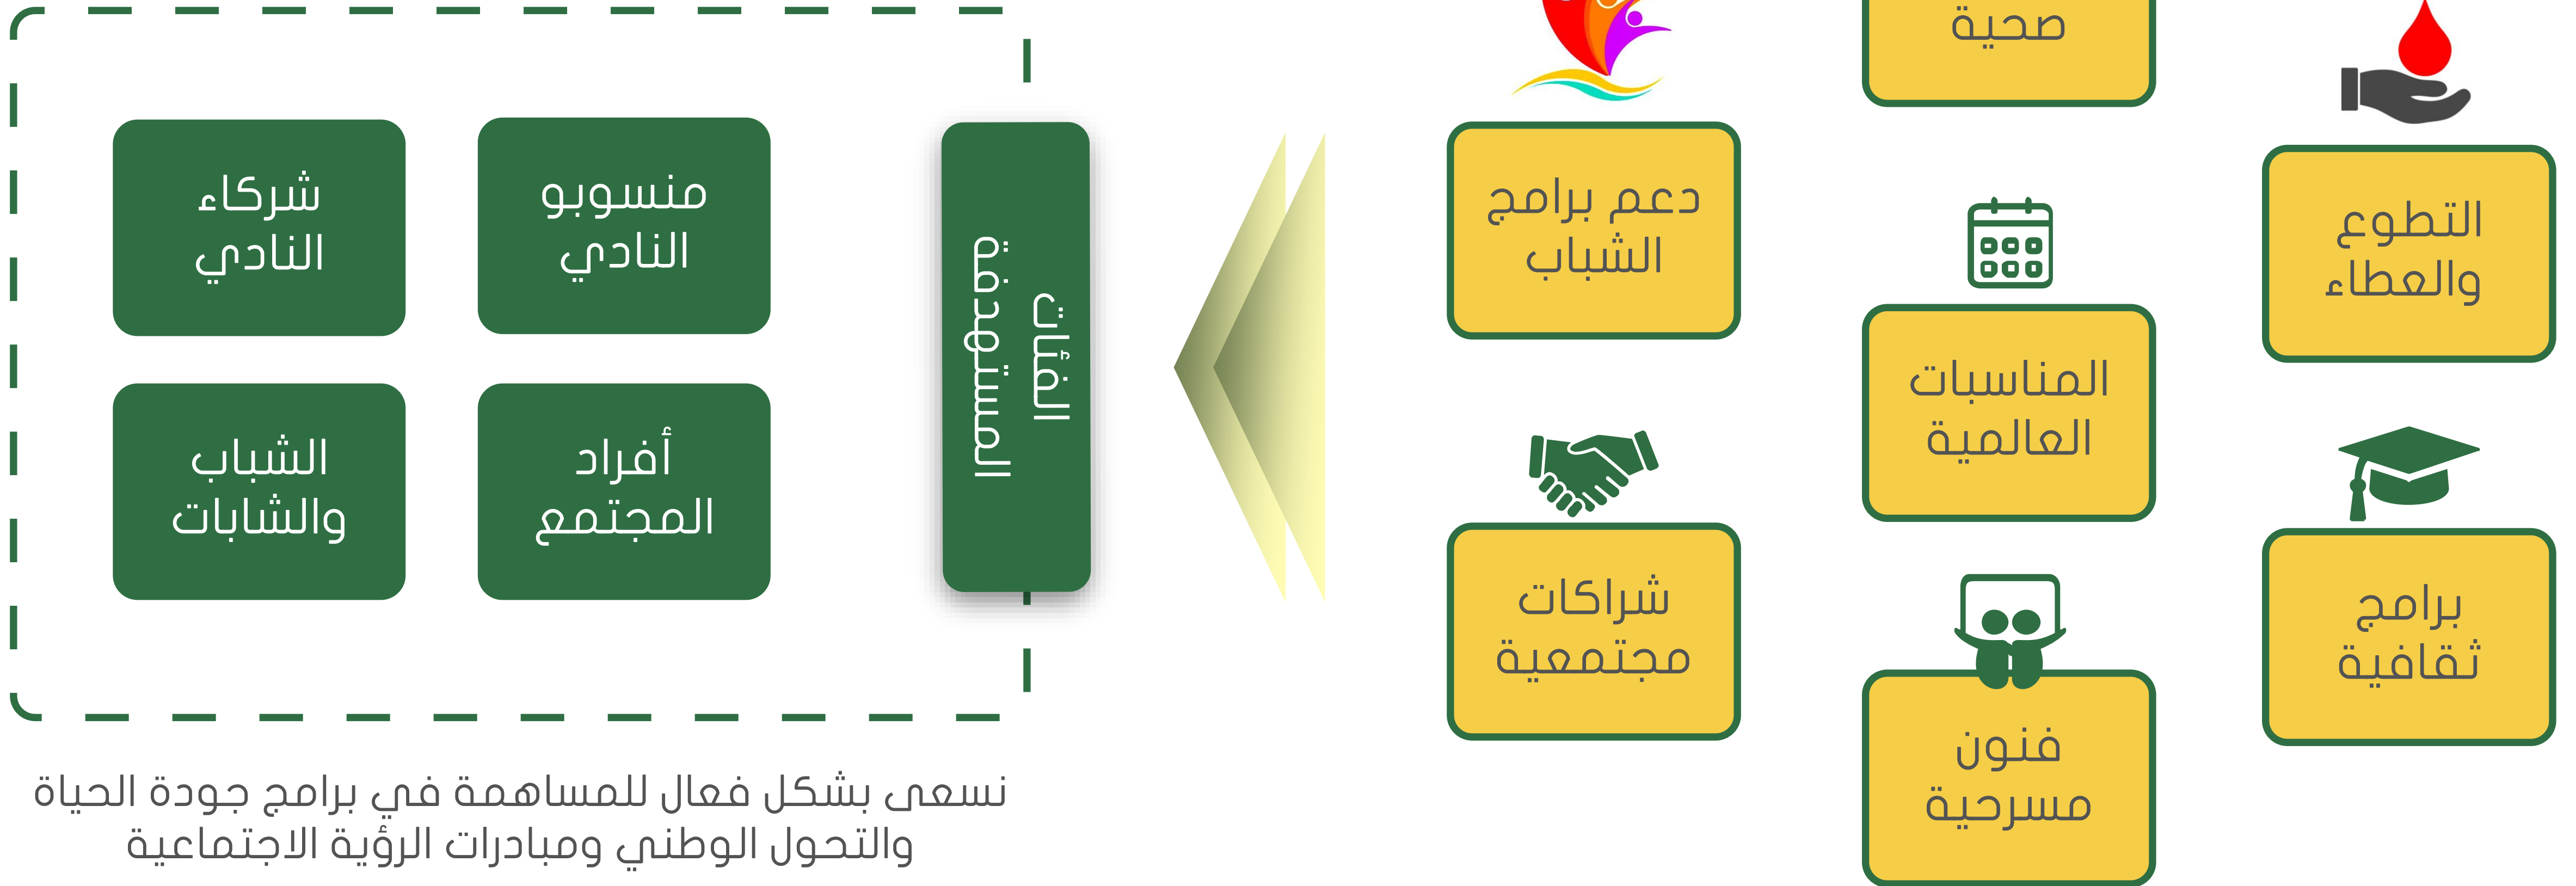 صحية
التطوع
والعطاء
المناسبات
العالمية
دعم برامج
الشباب
برامج
ثقافية
فنون
مسرحية
شراكات
مجتمعية
الفئات
المستهدفة
منسوبو
النادي
شركاء
النادي
أفراد
المجتمع
الشباب
والشابات
نسعى بشكل فعال للمساهمة في برامج جودة الحياة
والتحول الوطني ومبادرات الرؤية الاجتماعية